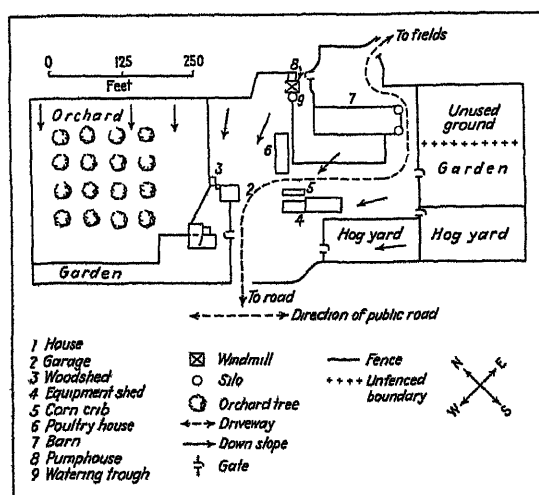 To fields
0 125 250
Feet
8
9
7
Orchard
Unused
ground
6
Garden
3
2
5
4
Hog yard
Hog yard
1
Garden
To road
Direction of public road
1 House
2 Garage
3 Woodshed
4 Equipment shed
5 Corn crib
6 Poultry house
7 Barn
8 Pumphouse
9 Watering trough
Windmill
Silo
Orchard tree
Driveway
Down slope
Gate
Fence
Unfenced
boundary
N E
W S